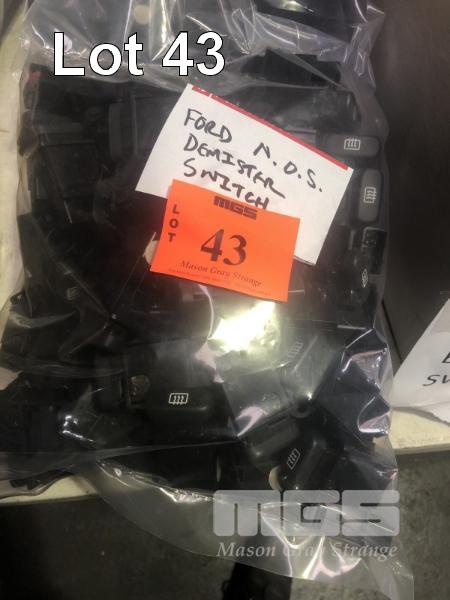 Lot 43
FORD N.O.S.
DEMISTER
SWITCH
MGS
LOT
43
Mason Gray Strange
MGS
Mason Gray Strange